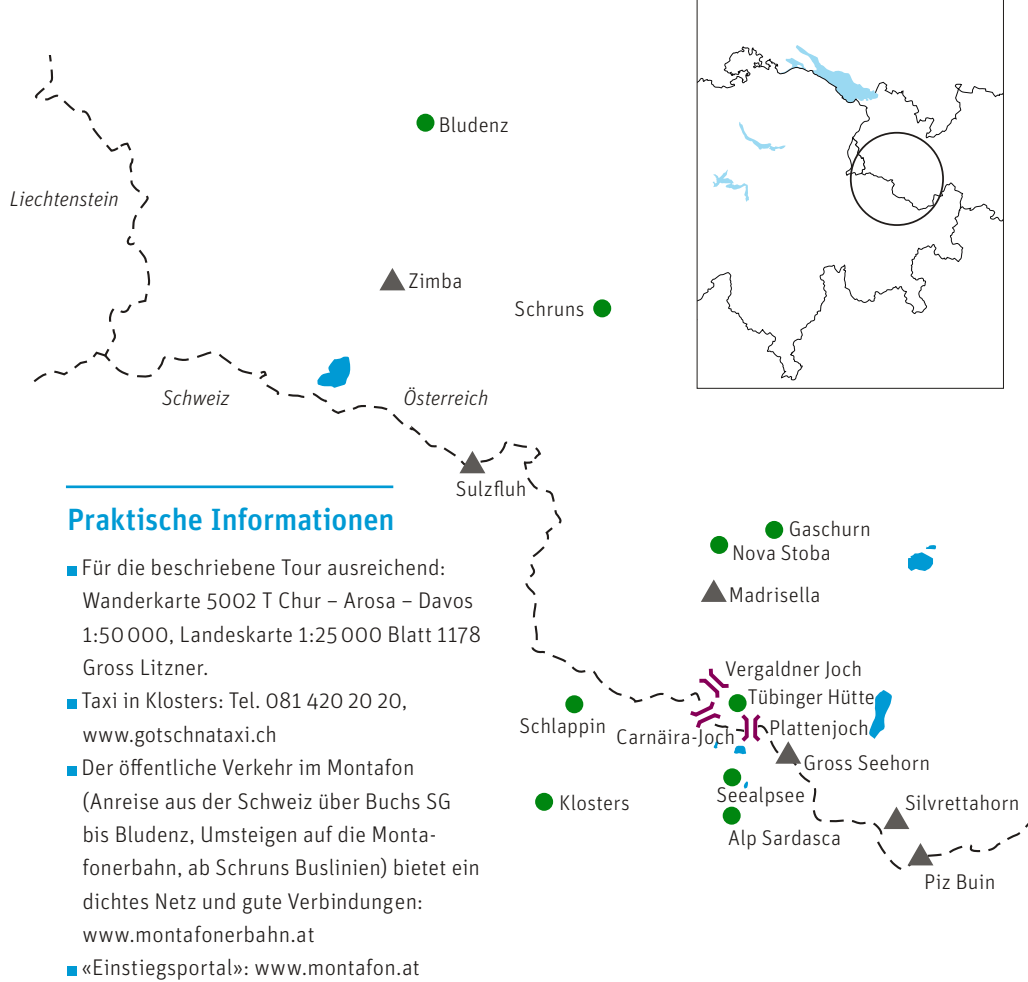 Bludenz
Liechtenstein
Zimba
Schruns
Schweiz
Österreich
Sulzfluh
Gaschurn
Nova Stoba
Madrisella
Vergaldner Joch
Tübinger Hütte
Schlappin
Carnäira-Joch
Plattenjoch
Gross Seehorn
Seealpsee
Klosters
Silvrettahorn
Alp Sardasca
Piz Buin
Praktische Informationen
Für die beschriebene Tour ausreichend:
Wanderkarte 5002 T Chur – Arosa – Davos
1:50 000, Landeskarte 1:25 000 Blatt 1178
Gross Litzner.
Taxi in Klosters: Tel. 081 420 20 20,
www.gotschnataxi.ch
Der öffentliche Verkehr im Montafon
(Anreise aus der Schweiz über Buchs SG
bis Bludenz, Umsteigen auf die Monta-
fonerbahn, ab Schruns Buslinien) bietet ein
dichtes Netz und gute Verbindungen:
www.montafonerbahn.at
«Einstiegsportal»: www.montafon.at